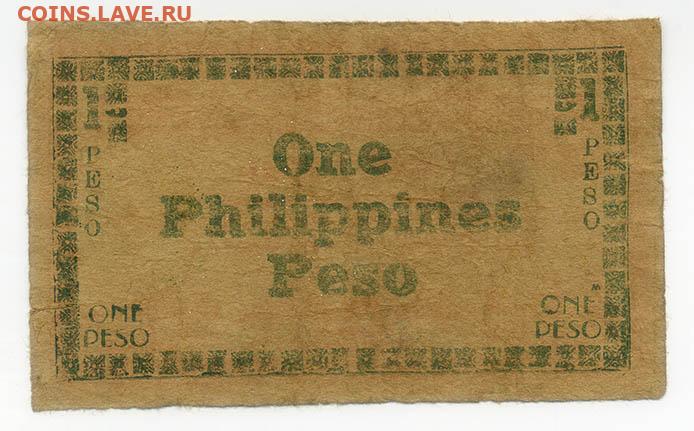 COINS.LAVE.RU
1
1
PESO
PESO
One
Philippines
Peso
ONE
PESO
ONE
PESO